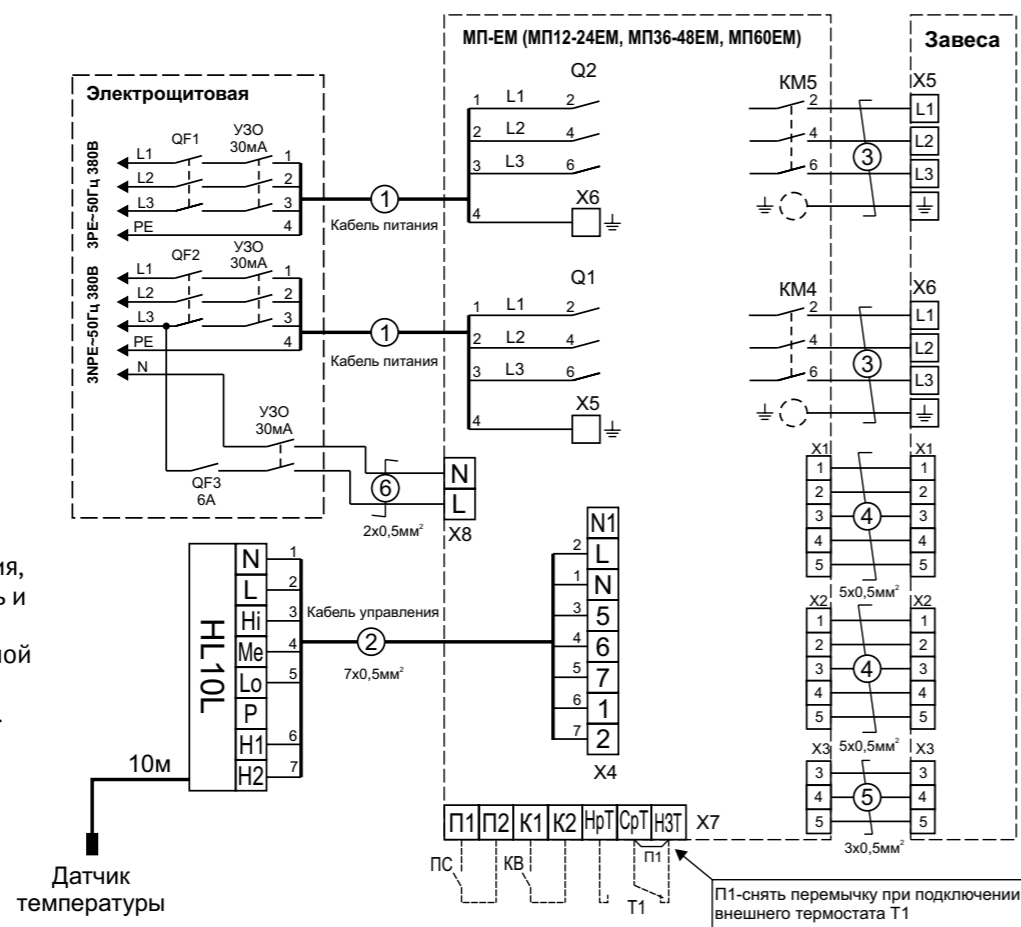 МП-ЕМ (МП12-24ЕМ, МП36-48ЕМ, МП60ЕМ)
Завеса
Электрощитовая
3РЕ~50Гц 380В
QF1
УЗО
30мА
L1
L2
L3
PE
1
2
3
4
1
Кабель питания
1
2
3
4
L1
L2
L3
Q2
2
4
6
X6
КМ5
2
4
6
3
X5
L1
L2
L3
3NPE~50Гц 380В
QF2
УЗО
30мА
L1
L2
L3
PE
N
1
2
3
4
1
Кабель питания
1
2
3
4
L1
L2
L3
Q1
2
4
6
X5
КМ4
2
4
6
3
X6
L1
L2
L3
УЗО
30мА
QF3
6А
6
2х0,5мм²
N
L
X8
X1
1
2
3
4
5
4
5х0,5мм²
X1
1
2
3
4
5
X2
1
2
3
4
5
4
5х0,5мм²
X2
1
2
3
4
5
X3
3
4
5
5
3х0,5мм²
X3
3
4
5
ия,
ь и
ной
.
HL10L
N
L
Hi
Me
Lo
P
H1
H2
1
2
3
4
5
6
7
Кабель управления
2
7х0,5мм²
2
1
3
4
5
6
7
N1
L
N
5
6
7
1
2
X4
10м
Датчик
температуры
П1 П2 К1 К2 НрТ СрТ НЗТ X7
ПС
КВ
П1
Т1
П1-снять перемычку при подключении
внешнего термостата Т1